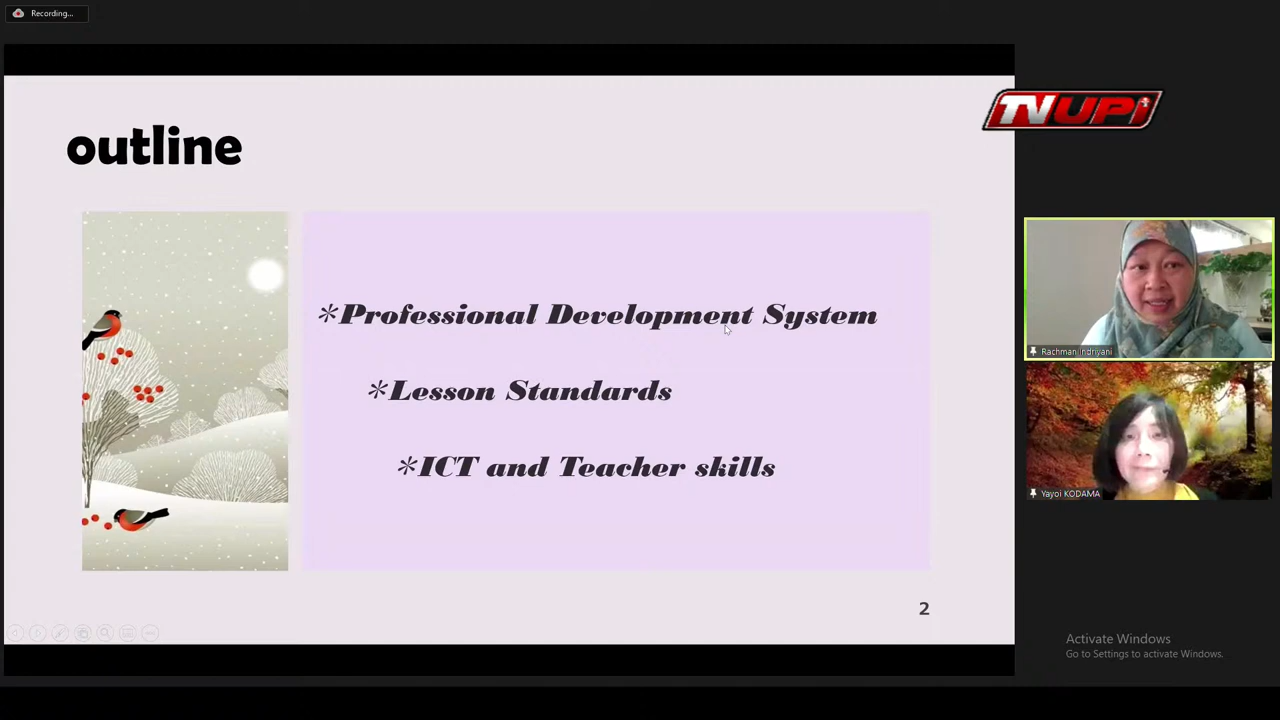 Recording...
outline
TVUPI
*Professional Development System
*Lesson Standards
*ICT and Teacher skills
2
Rachman Indriyani
Yayoi KODAMA
Activate Windows
Go to Settings to activate Windows.